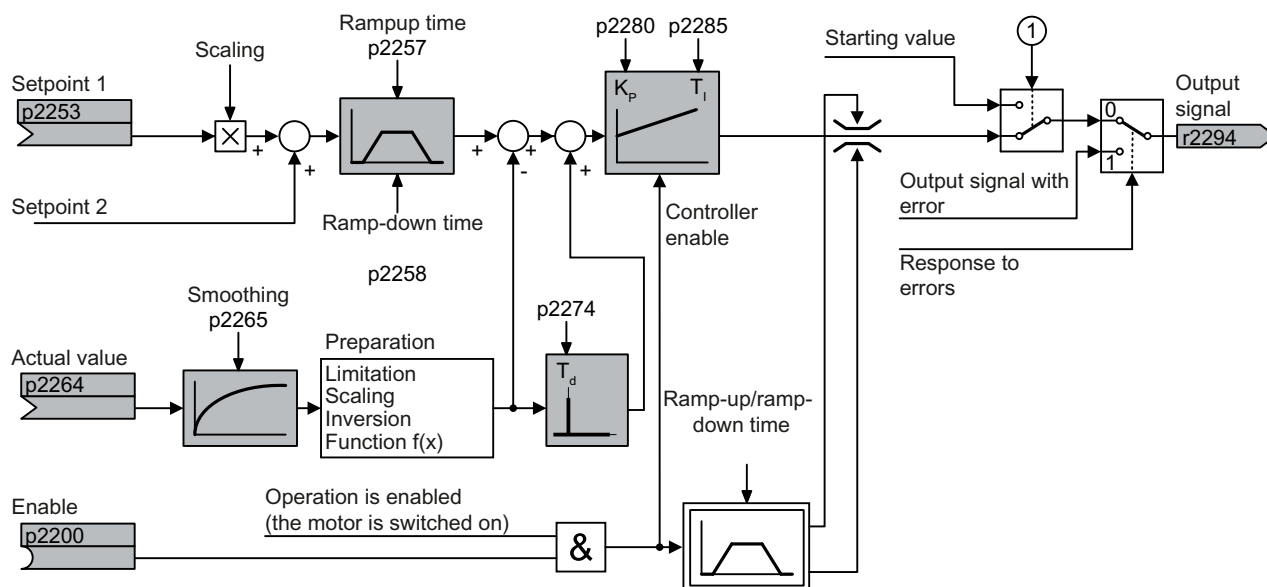 Rampup time
p2257
Scaling
Setpoint 1
p2253
+
+
Setpoint 2
Ramp-down time
p2258
+
-
+
+
p2280
p2285
KP
TI
Controller
enable
Starting value
1
Output
signal
0
1
r2294
Output signal with
error
Response to
errors
Smoothing
p2265
Actual value
p2264
Preparation
Limitation
Scaling
Inversion
Function f(x)
p2274
Td
Ramp-up/ramp-
down time
Enable
p2200
Operation is enabled
(the motor is switched on)
&